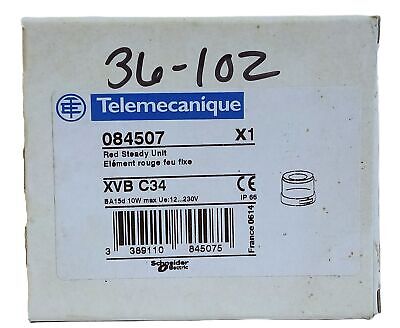 36-102
Telemecanique
084507 X1
Red Steady Unit
Elément rouge feu fixe
XVB C34 CE
BA15d 10W max Ue:12...230V IP 65
3 389110 845075
France 0614
Schneider
Electric